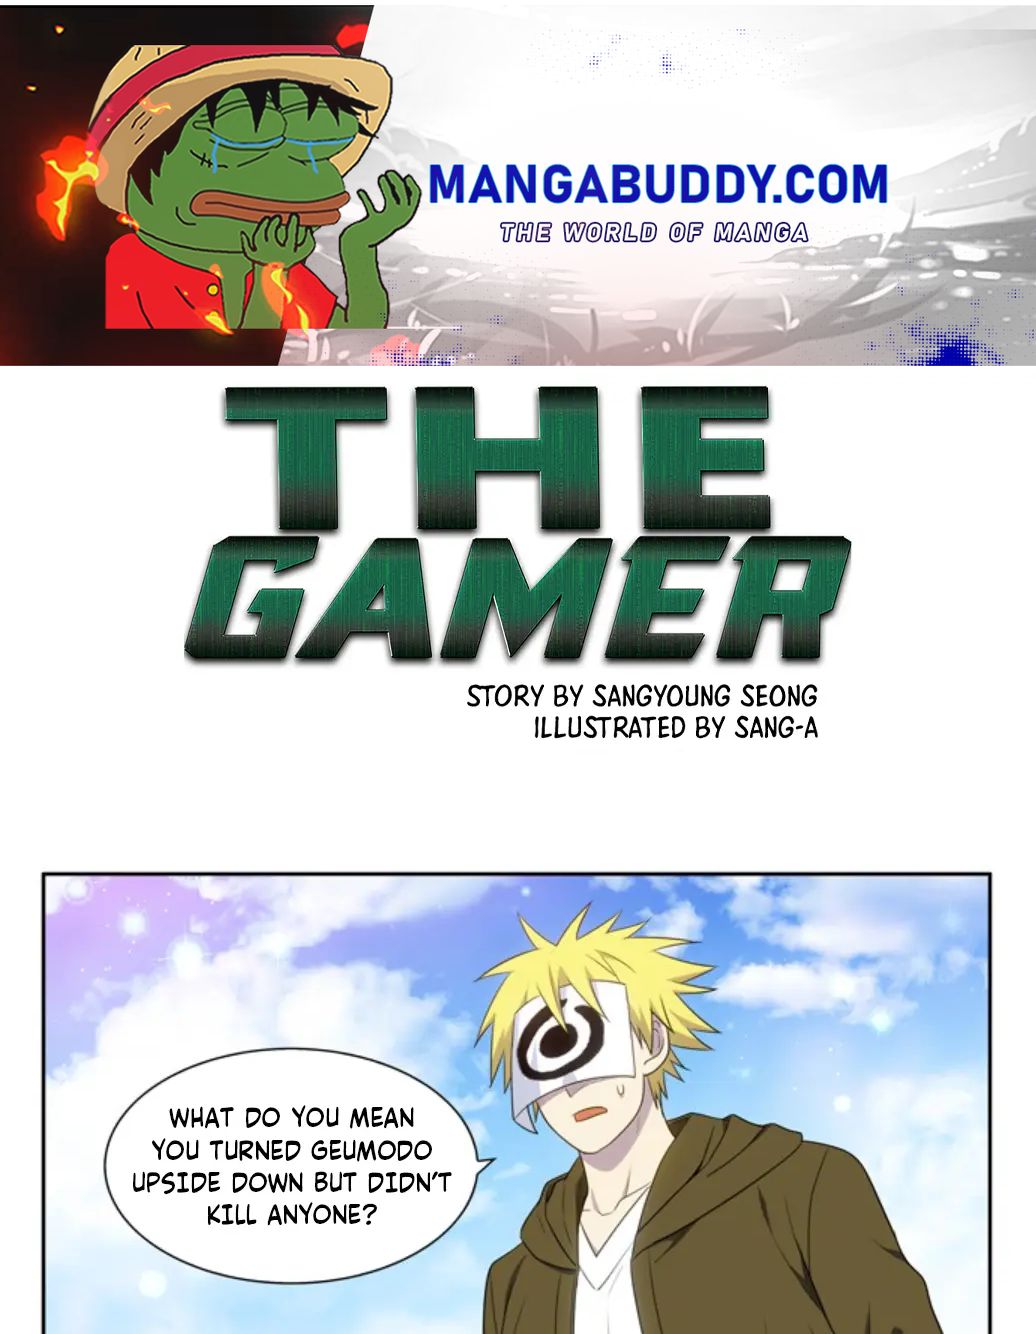 MANGABUDDY.COM
THE WORLD OF MANGA
THE
GAMER
STORY BY SANGYOUNG SEONG
ILLUSTRATED BY SANG-A
WHAT DO YOU MEAN
YOU TURNED GEUMODO
UPSIDE DOWN BUT DIDN'T
KILL ANYONE?